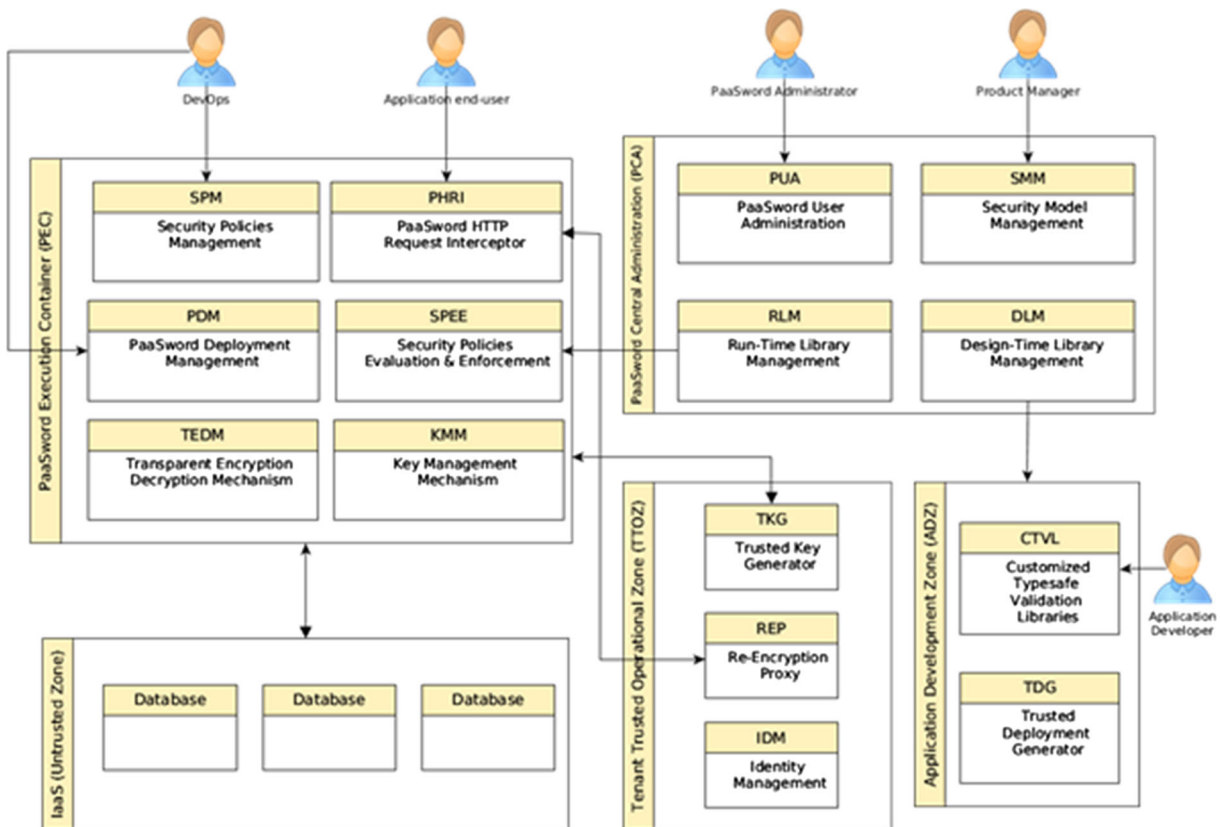 DevOps
Application end-user
PaaSword Administrator
Product Manager
PaaSword Execution Container (PEC)
SPM
Security Policies
Management
PHRI
PaaSword HTTP
Request Interceptor
PDM
PaaSword Deployment
Management
SPEE
Security Policies
Evaluation & Enforcement
TEDM
Transparent Encryption
Decryption Mechanism
KMM
Key Management
Mechanism
PaaSword Central Administration (PCA)
PUA
PaaSword User
Administration
SMM
Security Model
Management
RLM
Run-Time Library
Management
DLM
Design-Time Library
Management
IaaS (Untrusted Zone)
Database
Database
Database
Tenant Trusted Operational Zone (TTOZ)
TKG
Trusted Key
Generator
REP
Re-Encryption
Proxy
IDM
Identity
Management
Application Development Zone (ADZ)
CTVL
Customized
Typesafe
Validation
Libraries
TDG
Trusted
Deployment
Generator
Application
Developer